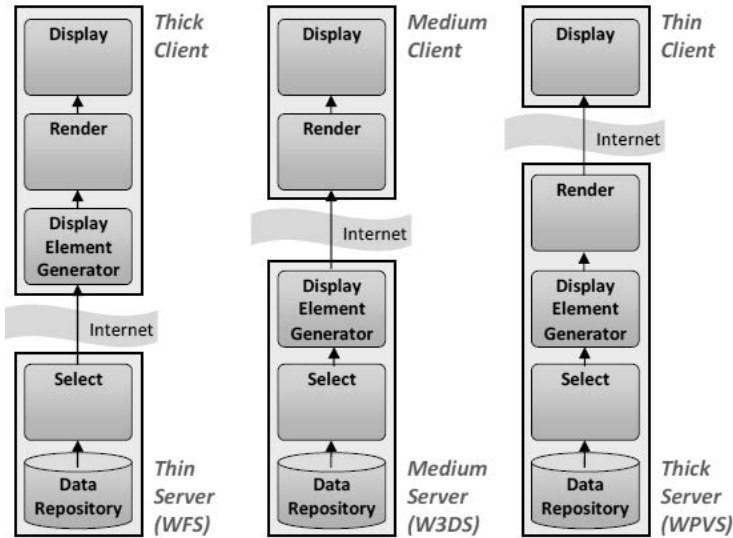 Display
Thick
Client
Render
Display
Element
Generator
Internet
Select
Data
Repository
Thin
Server
(WFS)
Display
Medium
Client
Render
Internet
Display
Element
Generator
Select
Data
Repository
Medium
Server
(W3DS)
Display
Thin
Client
Internet
Render
Display
Element
Generator
Select
Data
Repository
Thick
Server
(WPVS)